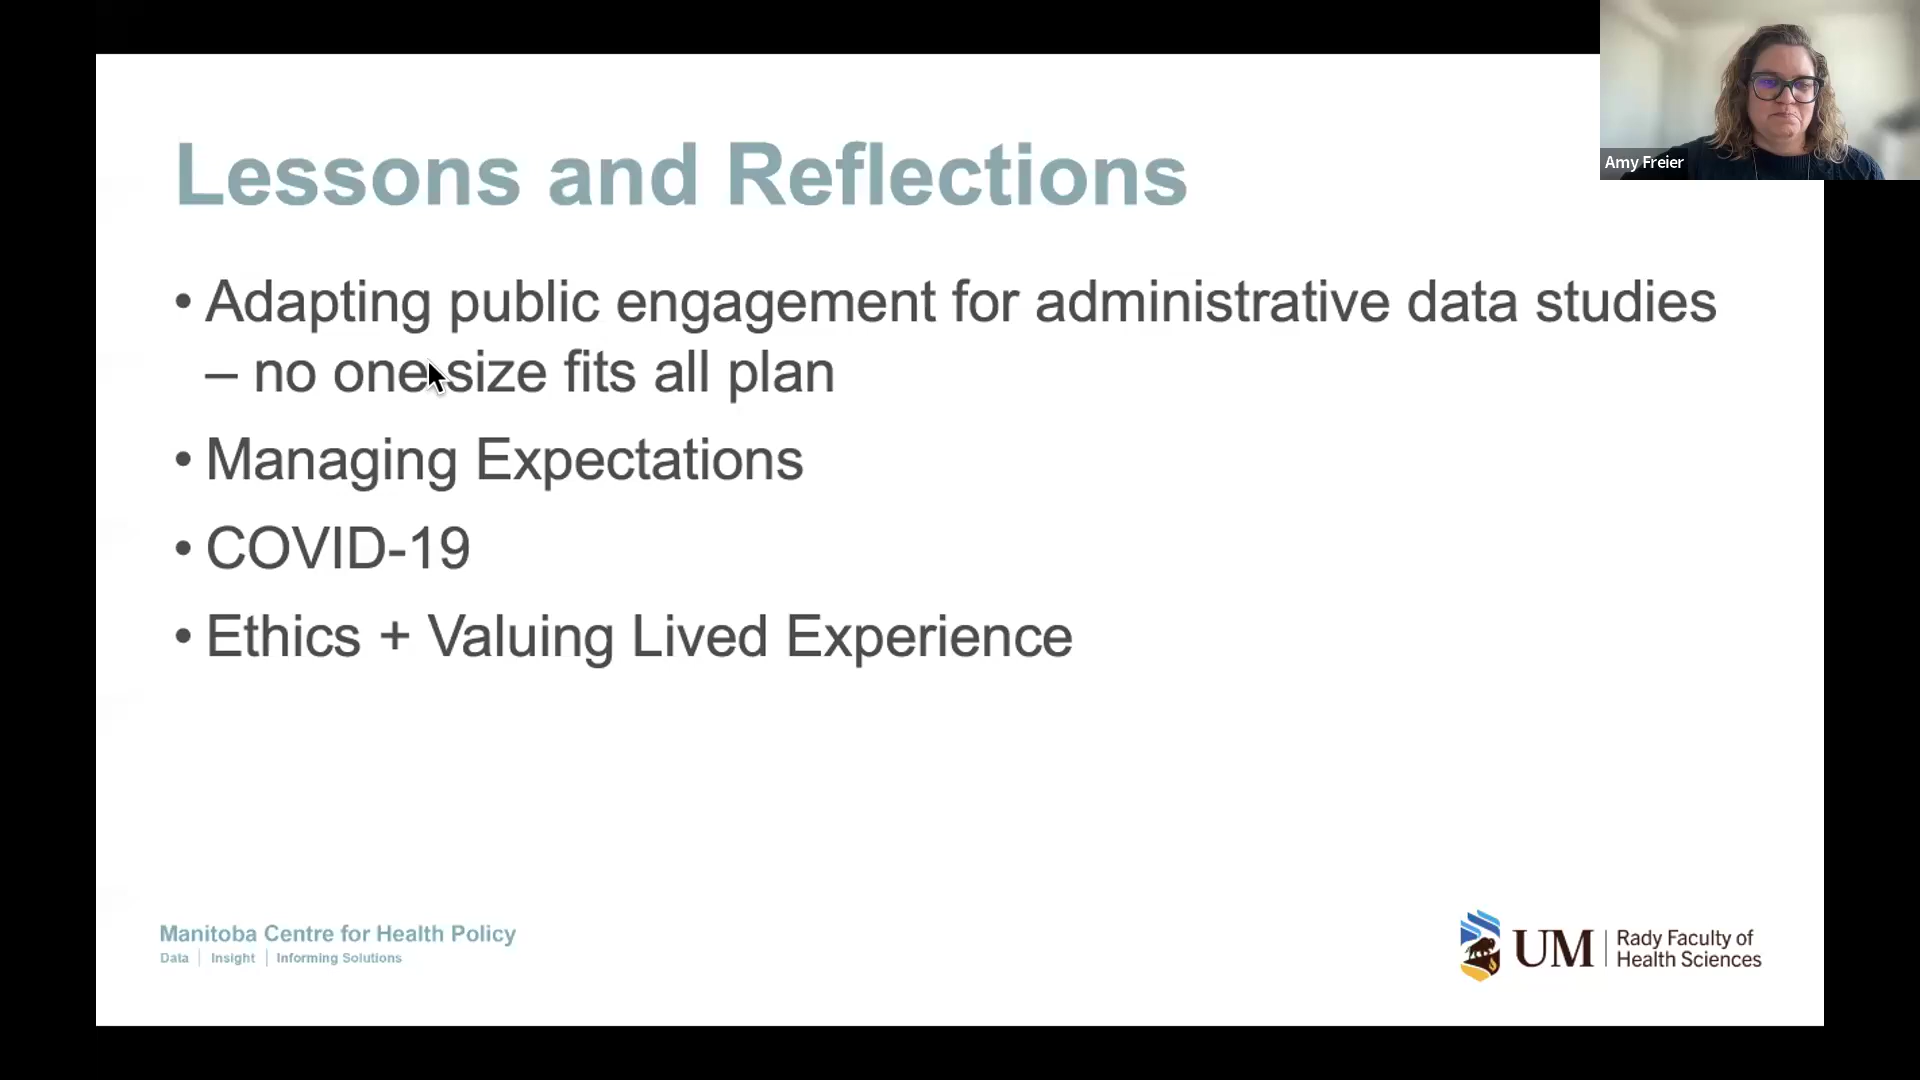 Amy Freier
Lessons and Reflections
• Adapting public engagement for administrative data studies
– no one size fits all plan
• Managing Expectations
• COVID-19
• Ethics + Valuing Lived Experience
Manitoba Centre for Health Policy
Data | Insight | Informing Solutions
UM | Rady Faculty of
Health Sciences